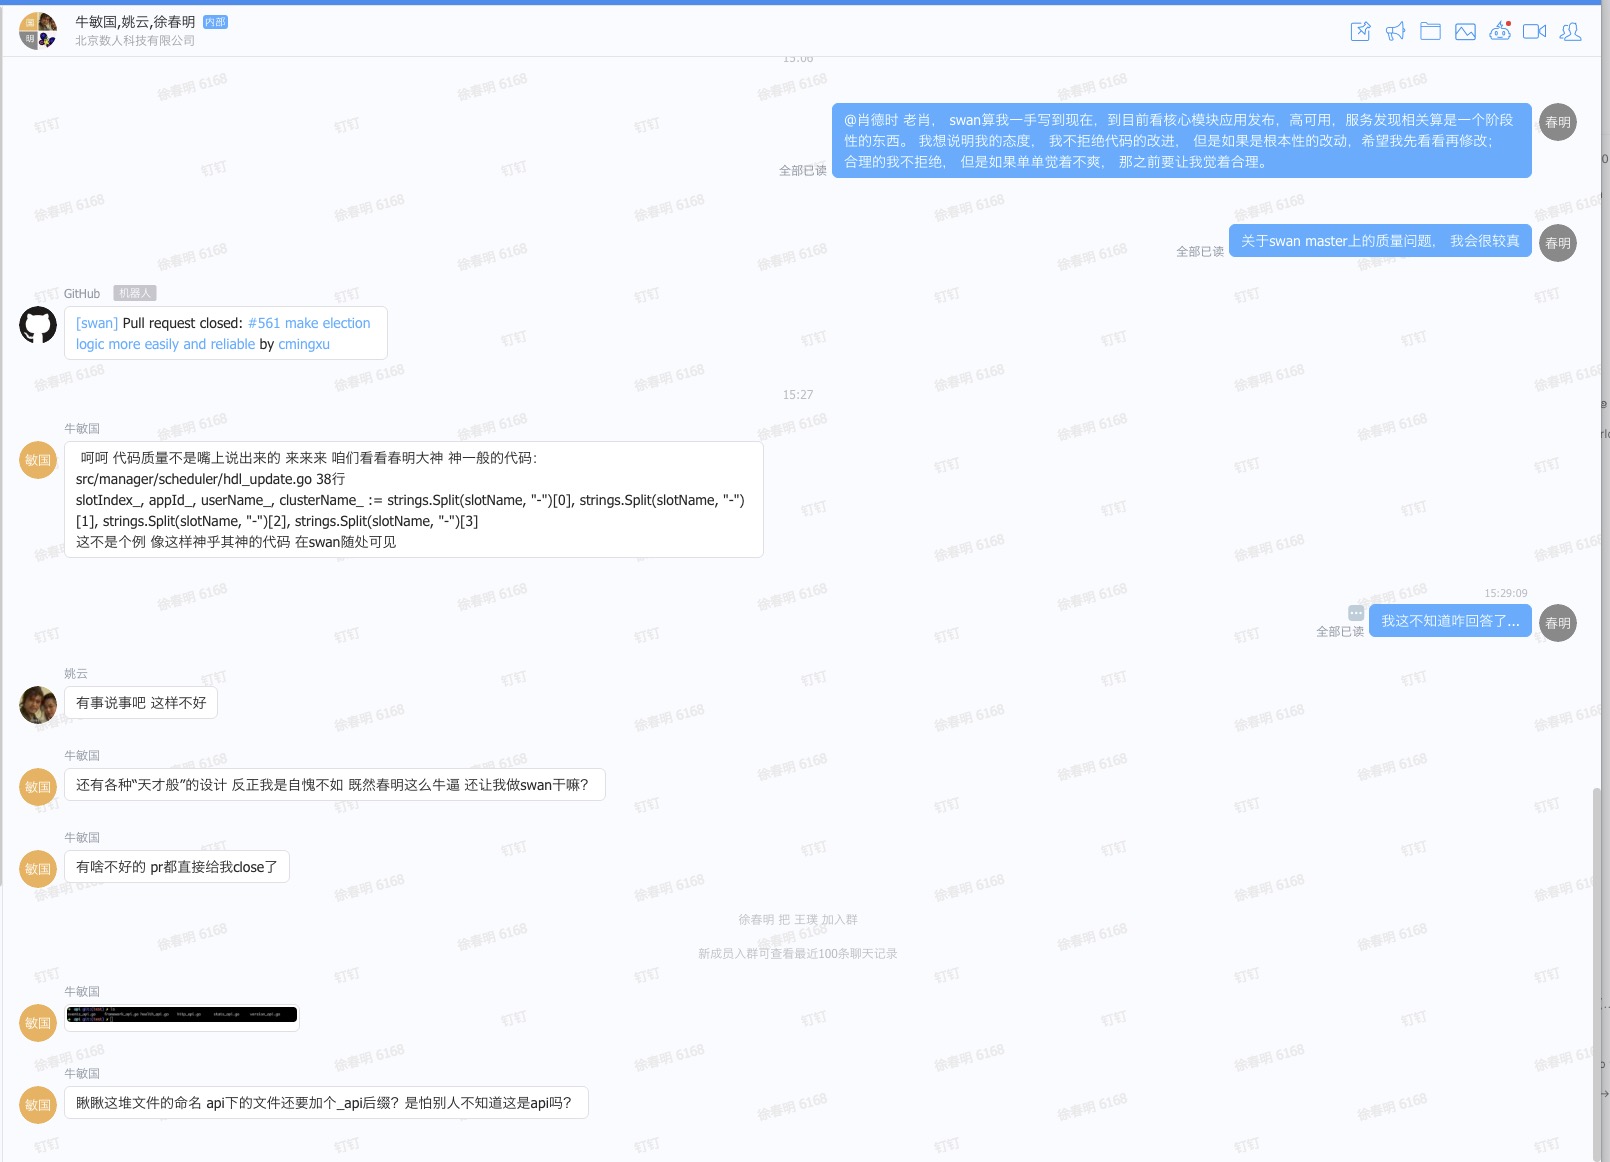 牛敏国,姚云,徐春明 内部
北京数人科技有限公司
15:06
@肖德时 老肖， swan算我一手写到现在，到目前看核心模块应用发布，高可用，服务发现相关算是一个阶段
性的东西。 我想说明我的态度， 我不拒绝代码的改进， 但是如果是根本性的改动，希望我先看看再修改；
合理的我不拒绝， 但是如果单单觉着不爽， 那之前要让我觉着合理。
春明
全部已读
关于swan master上的质量问题， 我会很较真
春明
全部已读
GitHub 机器人
[swan] Pull request closed: #561 make election
logic more easily and reliable by cmingxu
15:27
牛敏国
敏国
呵呵 代码质量不是嘴上说出来的 来来来 咱们看看春明大神 神一般的代码：
src/manager/scheduler/hdl_update.go 38行
slotIndex_, appId_, userName_, clusterName_ := strings.Split(slotName, "-")[0], strings.Split(slotName, "-")
[1], strings.Split(slotName, "-")[2], strings.Split(slotName, "-")[3]
这不是个例 像这样神乎其神的代码 在swan随处可见
15:29:09
我这不知道咋回答了...
春明
全部已读
姚云
有事说事吧 这样不好
牛敏国
敏国
还有各种“天才般”的设计 反正我是自愧不如 既然春明这么牛逼 还让我做swan干嘛？
牛敏国
敏国
有啥不好的 pr都直接给我close了
徐春明 把 王璞 加入群
新成员入群可查看最近100条聊天记录
牛敏国
敏国
牛敏国
敏国
瞅瞅这堆文件的命名 api下的文件还要加个_api后缀？是怕别人不知道这是api吗？
徐春明 6168
钉钉